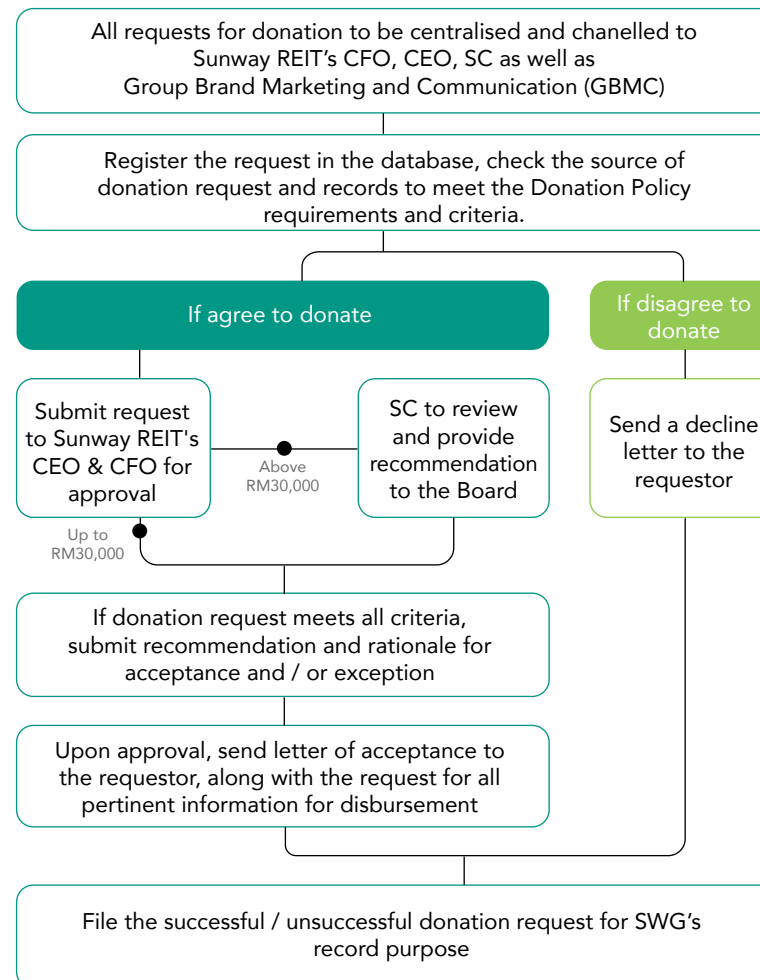 All requests for donation to be centralised and chanelled to
Sunway REIT's CFO, CEO, SC as well as
Group Brand Marketing and Communication (GBMC)
Register the request in the database, check the source of
donation request and records to meet the Donation Policy
requirements and criteria.
If agree to donate
If disagree to
donate
Submit request
to Sunway REIT's
CEO & CFO for
approval
Above
RM30,000
SC to review
and provide
recommendation
to the Board
Send a decline
letter to the
requestor
Up to
RM30,000
If donation request meets all criteria,
submit recommendation and rationale for
acceptance and / or exception
Upon approval, send letter of acceptance to
the requestor, along with the request for all
pertinent information for disbursement
File the successful / unsuccessful donation request for SWG's
record purpose